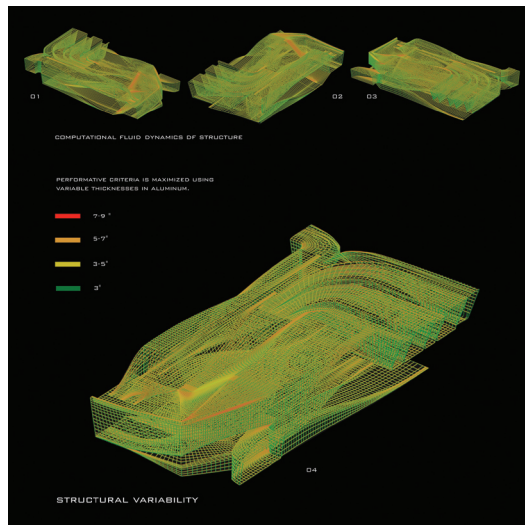 01
02
03
COMPUTATIONAL FLUID DYNAMICS OF STRUCTURE
PERFORMATIVE CRITERIA IS MAXIMIZED USING
VARIABLE THICKNESSES IN ALUMINUM.
7-9 "
5-7"
3-5"
3"
04
STRUCTURAL VARIABILITY